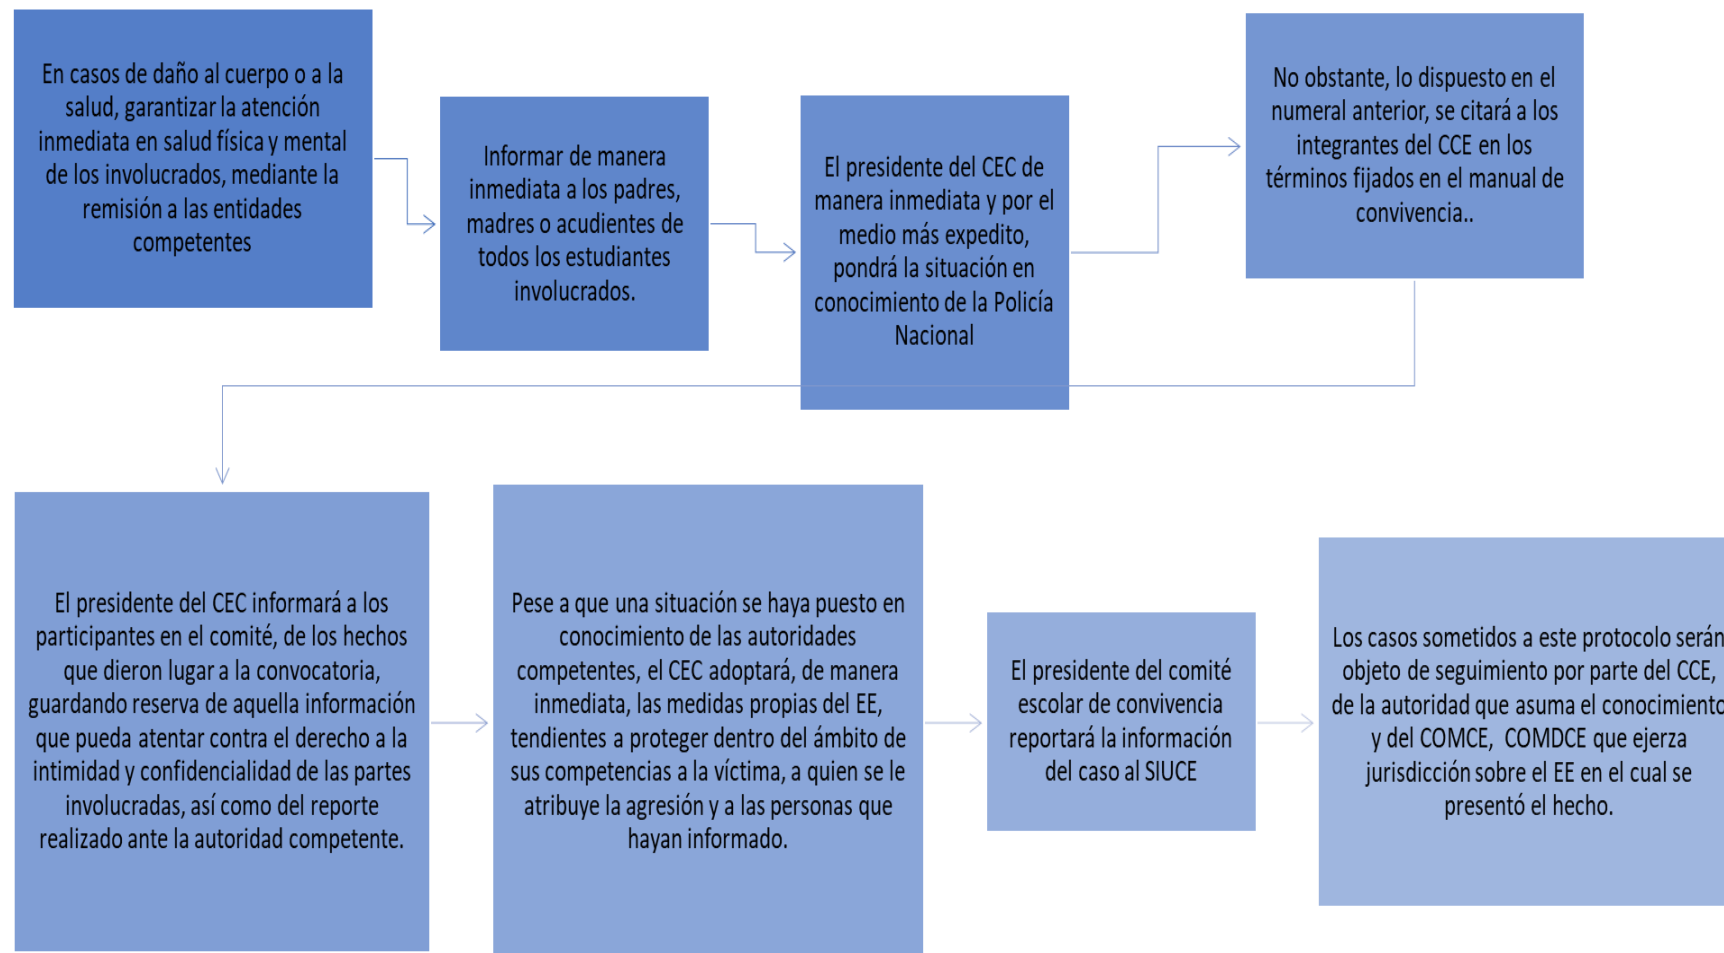 En casos de daño al cuerpo o a la
salud, garantizar la atención
inmediata en salud física y mental
de los involucrados, mediante la
remisión a las entidades
competentes
Informar de manera
inmediata a los padres,
madres o acudientes de
todos los estudiantes
involucrados.
El presidente del CEC de
manera inmediata y por el
medio más expedito,
pondrá la situación en
conocimiento de la Policía
Nacional
No obstante, lo dispuesto en el
numeral anterior, se citará a los
integrantes del CCE en los
términos fijados en el manual de
convivencia..
El presidente del CEC informará a los
participantes en el comité, de los hechos
que dieron lugar a la convocatoria,
guardando reserva de aquella información
que pueda atentar contra el derecho a la
intimidad y confidencialidad de las partes
involucradas, así como del reporte
realizado ante la autoridad competente.
Pese a que una situación se haya puesto en
conocimiento de las autoridades
competentes, el CEC adoptará, de manera
inmediata, las medidas propias del EE,
tendientes a proteger dentro del ámbito de
sus competencias a la víctima, a quien se le
atribuye la agresión y a las personas que
hayan informado.
El presidente del comité
escolar de convivencia
reportará la información
del caso al SIUCE
Los casos sometidos a este protocolo serán
objeto de seguimiento por parte del CCE,
de la autoridad que asuma el conocimiento
y del COMCE, COMDCE que ejerza
jurisdicción sobre el EE en el cual se
presentó el hecho.